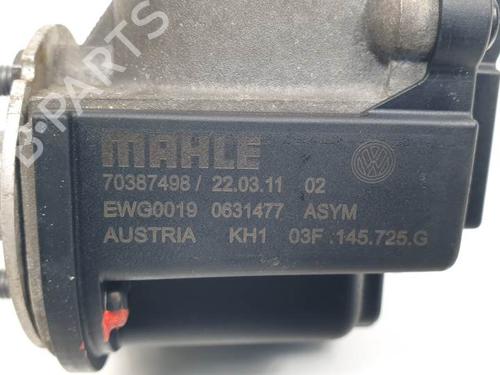 MAHLE
70387498/ 22.03.11 02
EWG0019 0631477 ASYM
AUSTRIA KH1 03F.145.725.G
B-PARTS